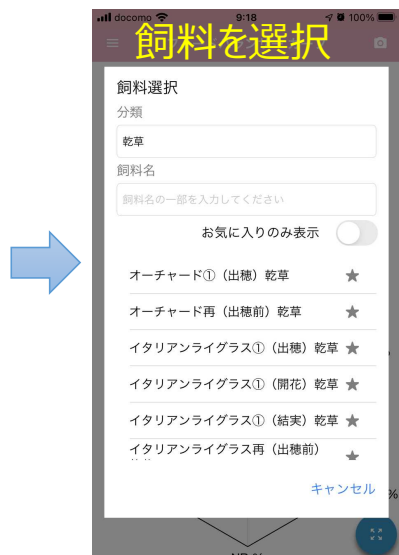 docomo 9:18 100%
飼料を選択
飼料選択
分類
乾草
飼料名
飼料名の一部を入力してください
お気に入りのみ表示
オーチャード①（出穂）乾草
オーチャード再（出穂前）乾草
イタリアンライグラス①（出穂）乾草
イタリアンライグラス①（開花）乾草
イタリアンライグラス①（結実）乾草
イタリアンライグラス再（出穂前）
キャンセル
%